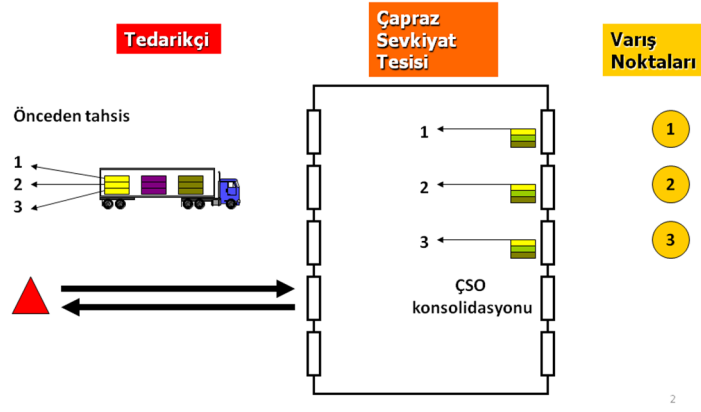 Tedarikçi
Çapraz
Sevkiyat
Tesisi
Varış
Noktaları
Önceden tahsis
1
2
3
1
2
3
ÇSO
konsolidasyonu
1
2
3
2